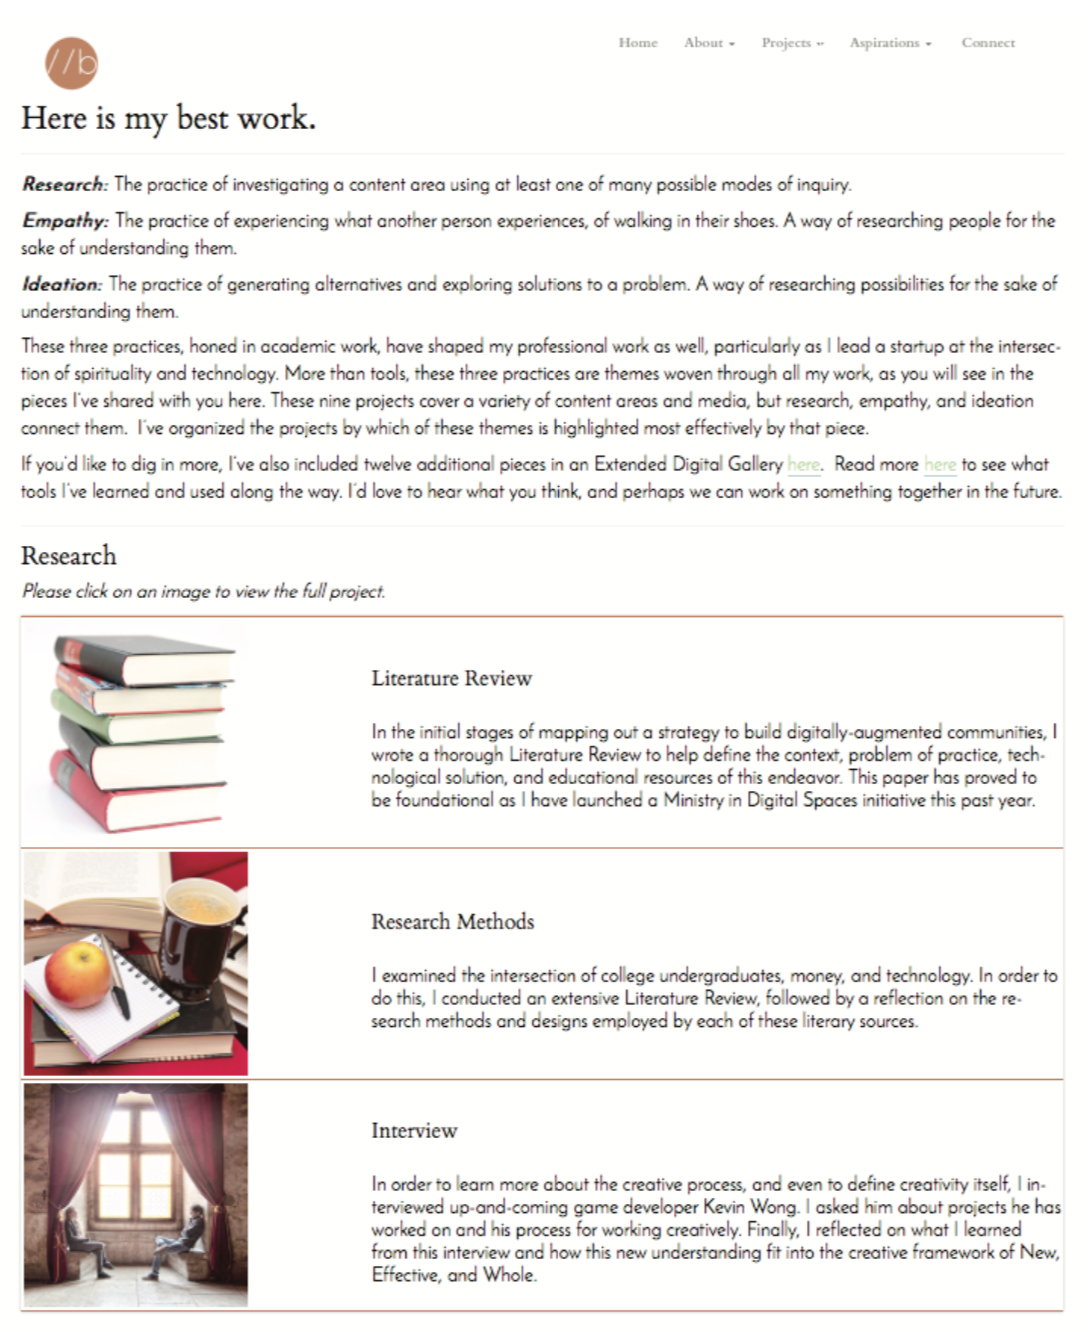 //b
Home About Projects Aspirations Connect
Here is my best work.
Research: The practice of investigating a content area using at least one of many possible modes of inquiry.
Empathy: The practice of experiencing what another person experiences, of walking in their shoes. A way of researching people for the
sake of understanding them.
Ideation: The practice of generating alternatives and exploring solutions to a problem. A way of researching possibilities for the sake of
understanding them.
These three practices, honed in academic work, have shaped my professional work as well, particularly as I lead a startup at the intersec-
tion of spirituality and technology. More than tools, these three practices are themes woven through all my work, as you will see in the
pieces I've shared with you here. These nine projects cover a variety of content areas and media, but research, empathy, and ideation
connect them. I've organized the projects by which of these themes is highlighted most effectively by that piece.
If you'd like to dig in more, I've also included twelve additional pieces in an Extended Digital Gallery here. Read more here to see what
tools I've learned and used along the way. I'd love to hear what you think, and perhaps we can work on something together in the future.
Research
Please click on an image to view the full project.
Literature Review
In the initial stages of mapping out a strategy to build digitally-augmented communities, I
wrote a thorough Literature Review to help define the context, problem of practice, tech-
nological solution, and educational resources of this endeavor. This paper has proved to
be foundational as I have launched a Ministry in Digital Spaces initiative this past year.
Research Methods
I examined the intersection of college undergraduates, money, and technology. In order to
do this, I conducted an extensive Literature Review, followed by a reflection on the re-
search methods and designs employed by each of these literary sources.
Interview
In order to learn more about the creative process, and even to define creativity itself, I in-
terviewed up-and-coming game developer Kevin Wong. I asked him about projects he has
worked on and his process for working creatively. Finally, I reflected on what I learned
from this interview and how this new understanding fit into the creative framework of New,
Effective, and Whole.